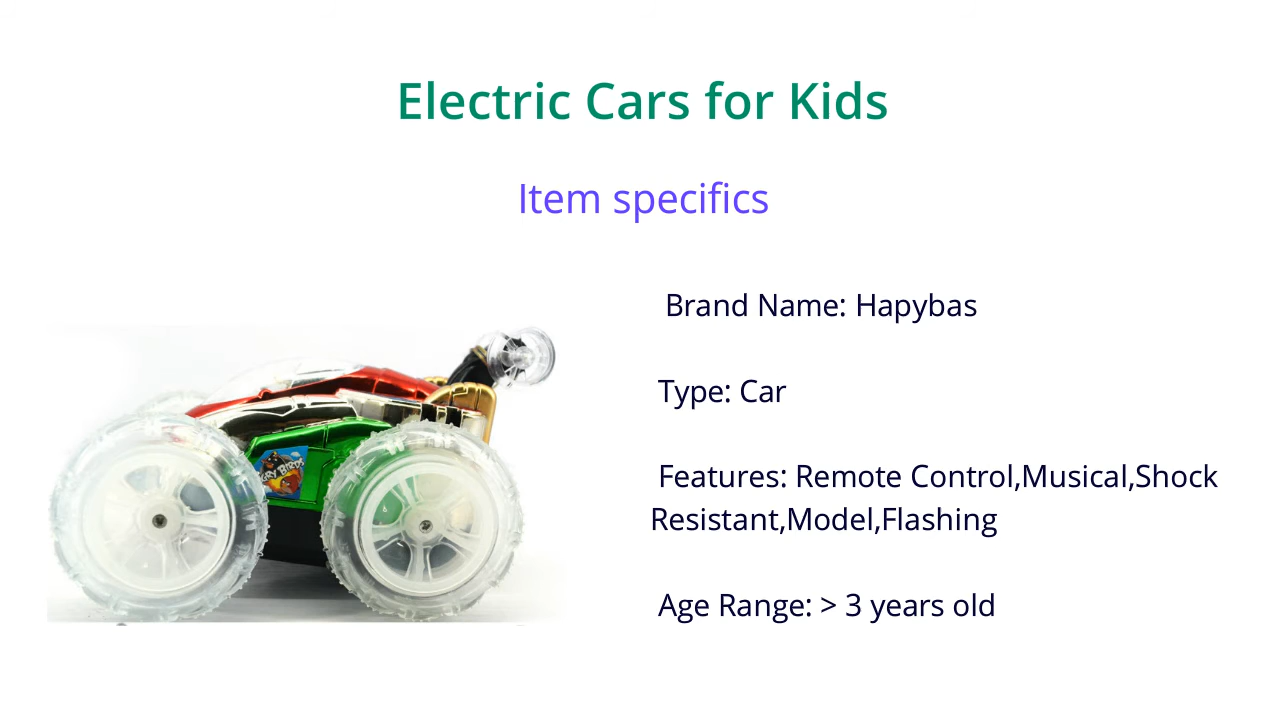 Electric Cars for Kids
Item specifics
Brand Name: Hapybas
Type: Car
Features: Remote Control,Musical,Shock
Resistant,Model,Flashing
Age Range: > 3 years old
BIRDS